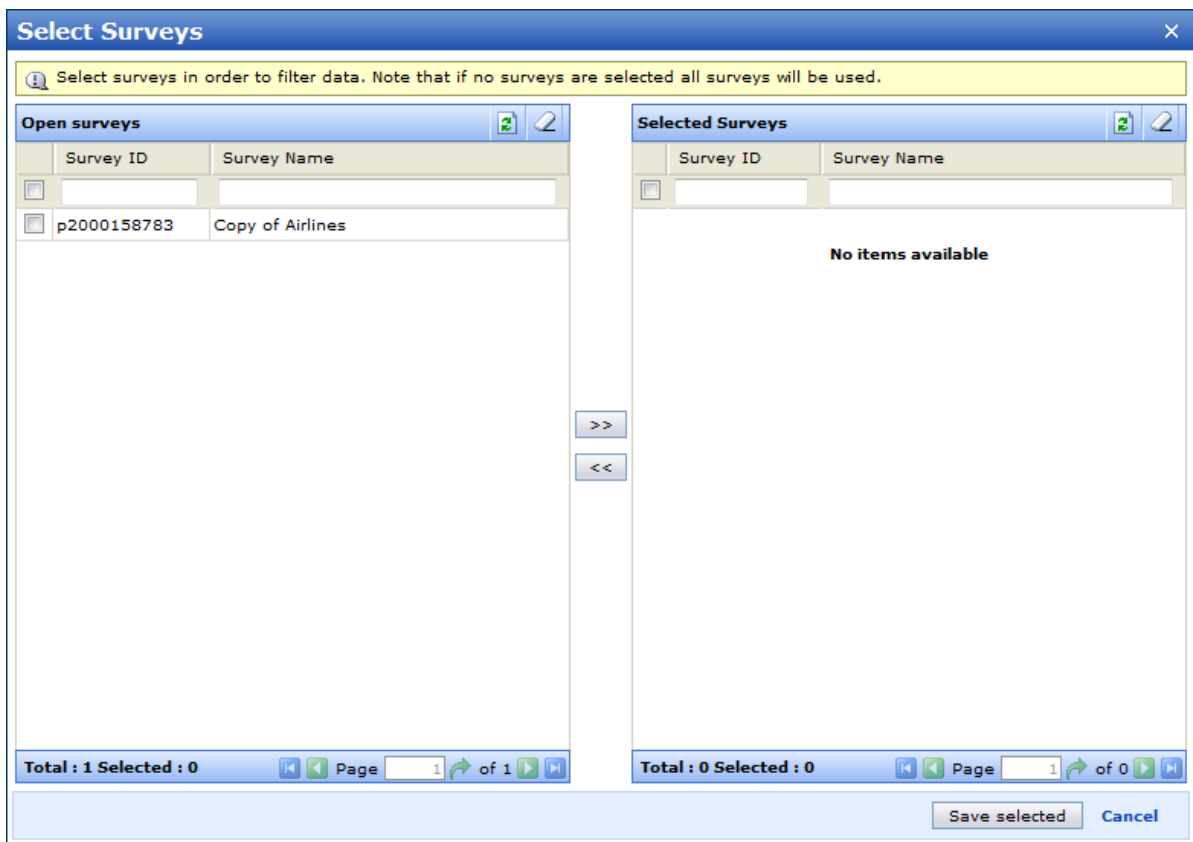 Select Surveys
Select surveys in order to filter data. Note that if no surveys are selected all surveys will be used.
Open surveys
Survey ID Survey Name
p2000158783 Copy of Airlines
Total : 1 Selected : 0 Page 1 of 1
>>
<<
Selected Surveys
Survey ID Survey Name
No items available
Total : 0 Selected : 0 Page 1 of 0
Save selected Cancel